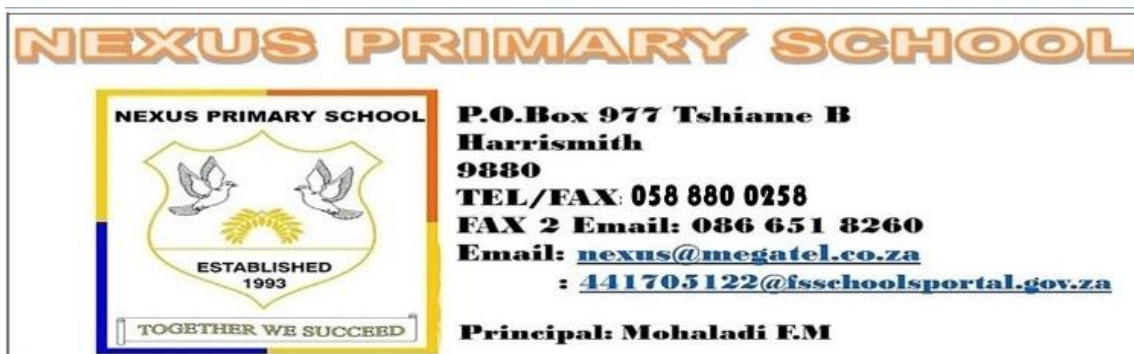 NEXUS PRIMARY SCHOOL
NEXUS PRIMARY SCHOOL
ESTABLISHED
1993
TOGETHER WE SUCCEED
P.O.Box 977 Tshiame B
Harrismith
9880
TEL/FAX: 058 880 0258
FAX 2 Email: 086 651 8260
Email: nexus@megatel.co.za
: 441705122@fsschoolsportal.gov.za
Principal: Mohaladi F.M